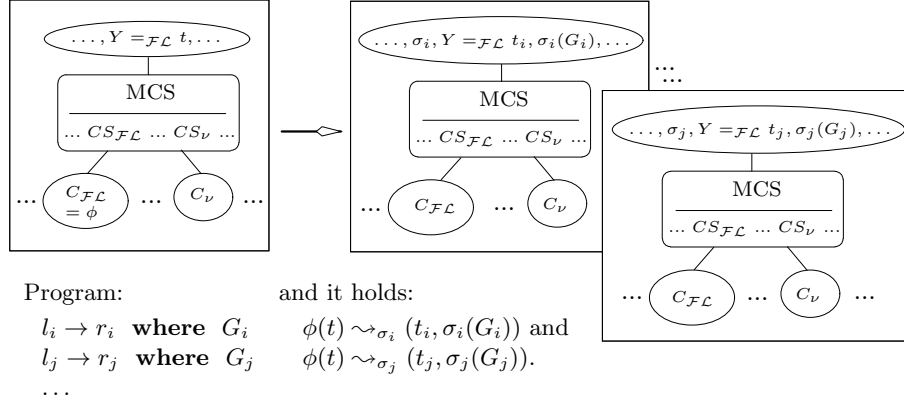 ..., Y =_{FL} t, ...
MCS
... CS_{FL} ... CS_ν ...
... C_{FL} = φ ... C_ν ...
..., σ_i, Y =_{FL} t_i, σ_i(G_i), ...
MCS
... CS_{FL} ... CS_ν ...
... C_{FL} ... C_ν
...
...
..., σ_j, Y =_{FL} t_j, σ_j(G_j), ...
MCS
... CS_{FL} ... CS_ν ...
... C_{FL} ... C_ν ...
Program:
l_i → r_i where G_i
l_j → r_j where G_j
...
and it holds:
φ(t) ⇝_{σ_i} (t_i, σ_i(G_i)) and
φ(t) ⇝_{σ_j} (t_j, σ_j(G_j)).